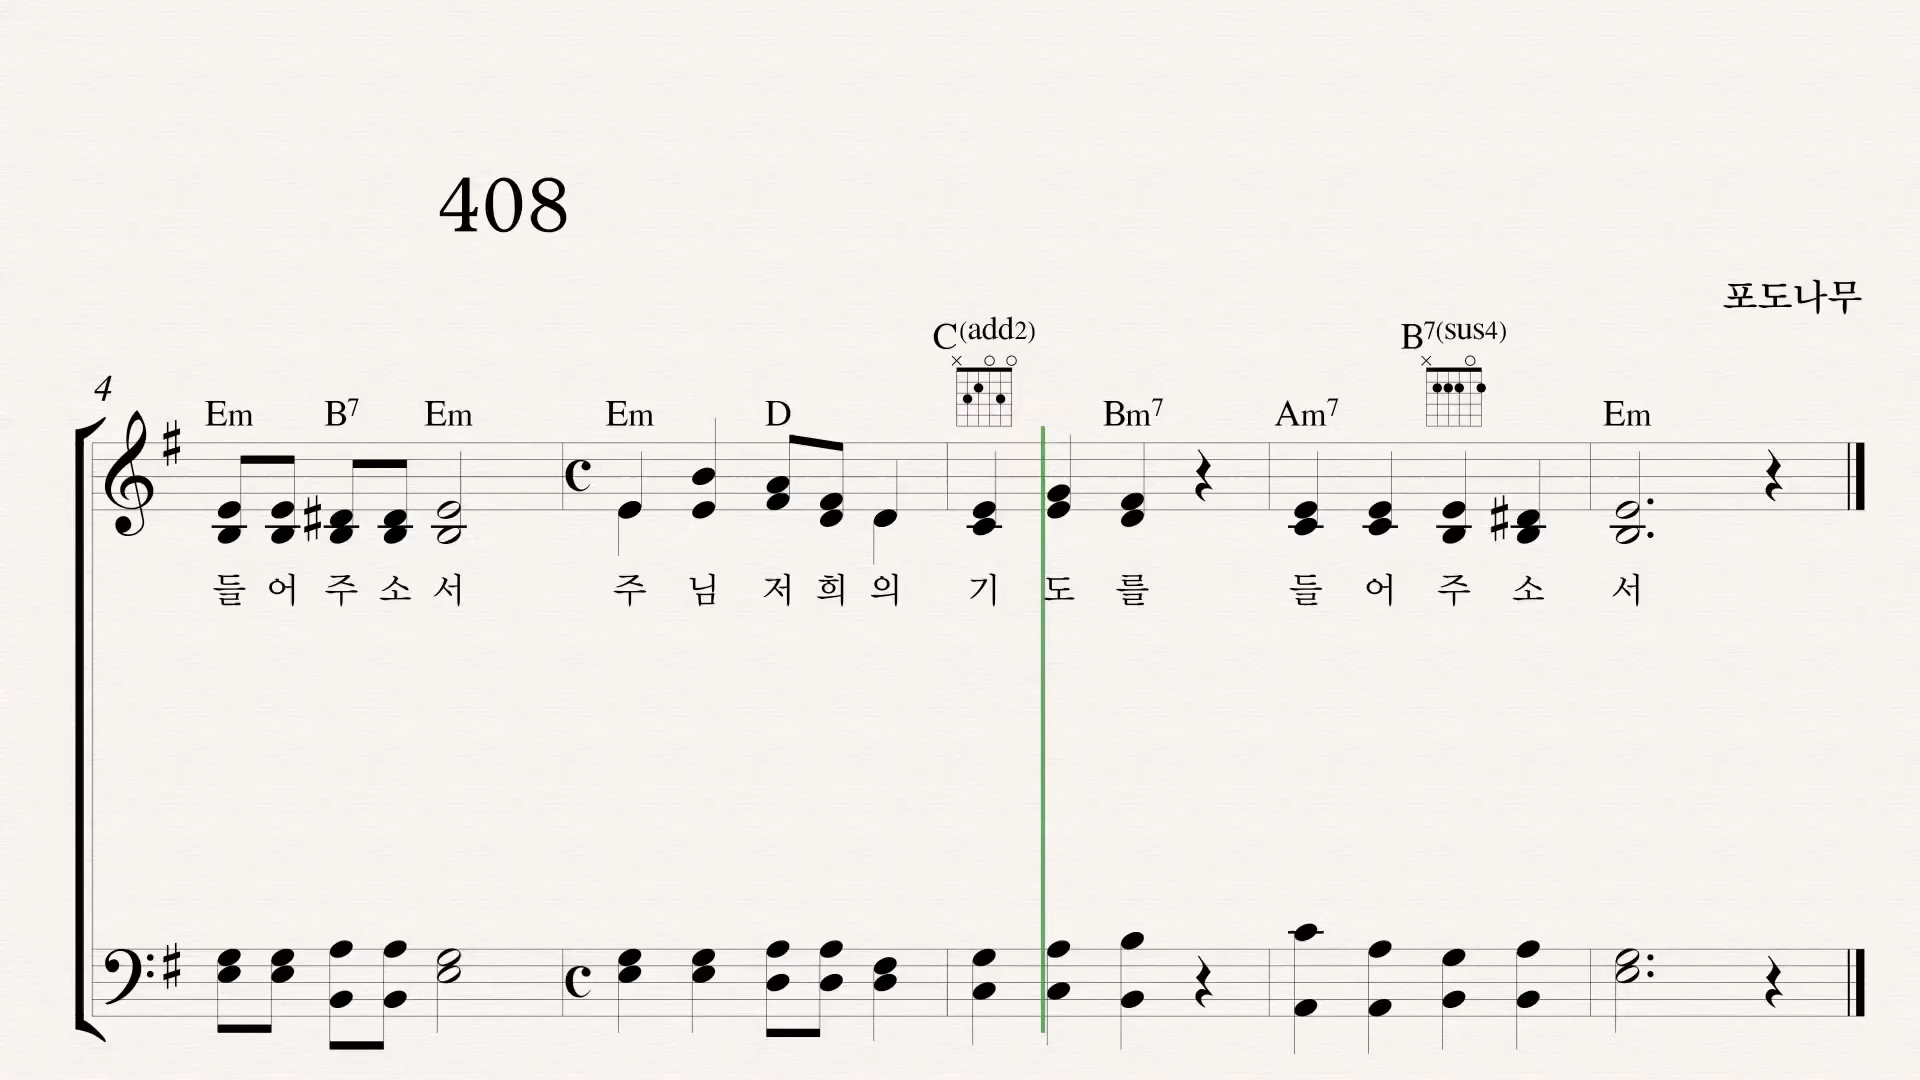 408
포도나무
C(add2) B7(sus4)
4
Em B7 Em Em D Bm7 Am7 Em
들 어 주 소 서 주 님 저 희 의 기 도 를 들 어 주 소 서